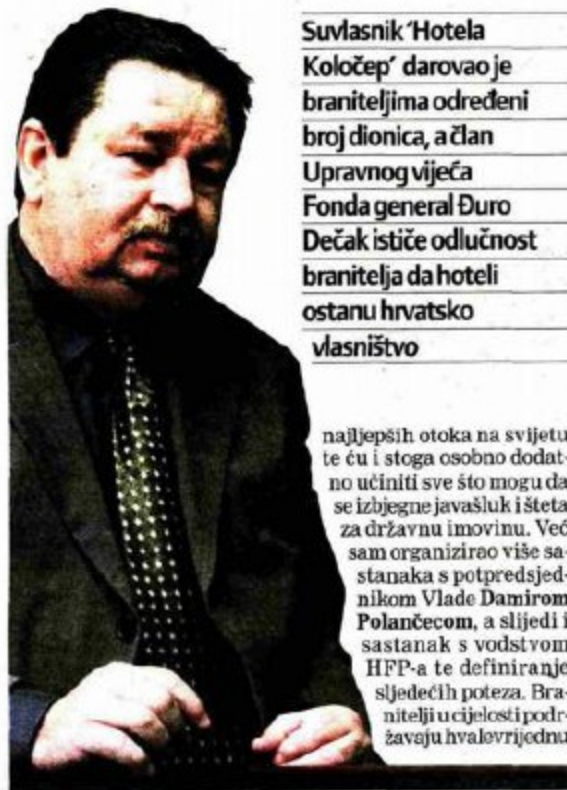 Suvlasnik ‘Hotela
Koločep’ darovao je
braniteljima određeni
broj dionica, a član
Upravnog vijeća
Fonda general Đuro
Dečak ističe odlučnost
branitelja da hoteli
ostanu hrvatsko
vlasništvo
najljepših otoka na svijetu
te ću i stoga osobno dodat-
no učiniti sve što mogu da
se izbjegne javašluk i šteta
za državnu imovinu. Već
sam organizirao više sa-
stanaka s potpredsjed-
nikom Vlade Damirom
Polančecom, a slijedi i
sastanak s vodstvom
HFP-a te definiranje
sljedećih poteza. Bra-
nitelji u cijelosti podr-
žavaju hvalevrijednu